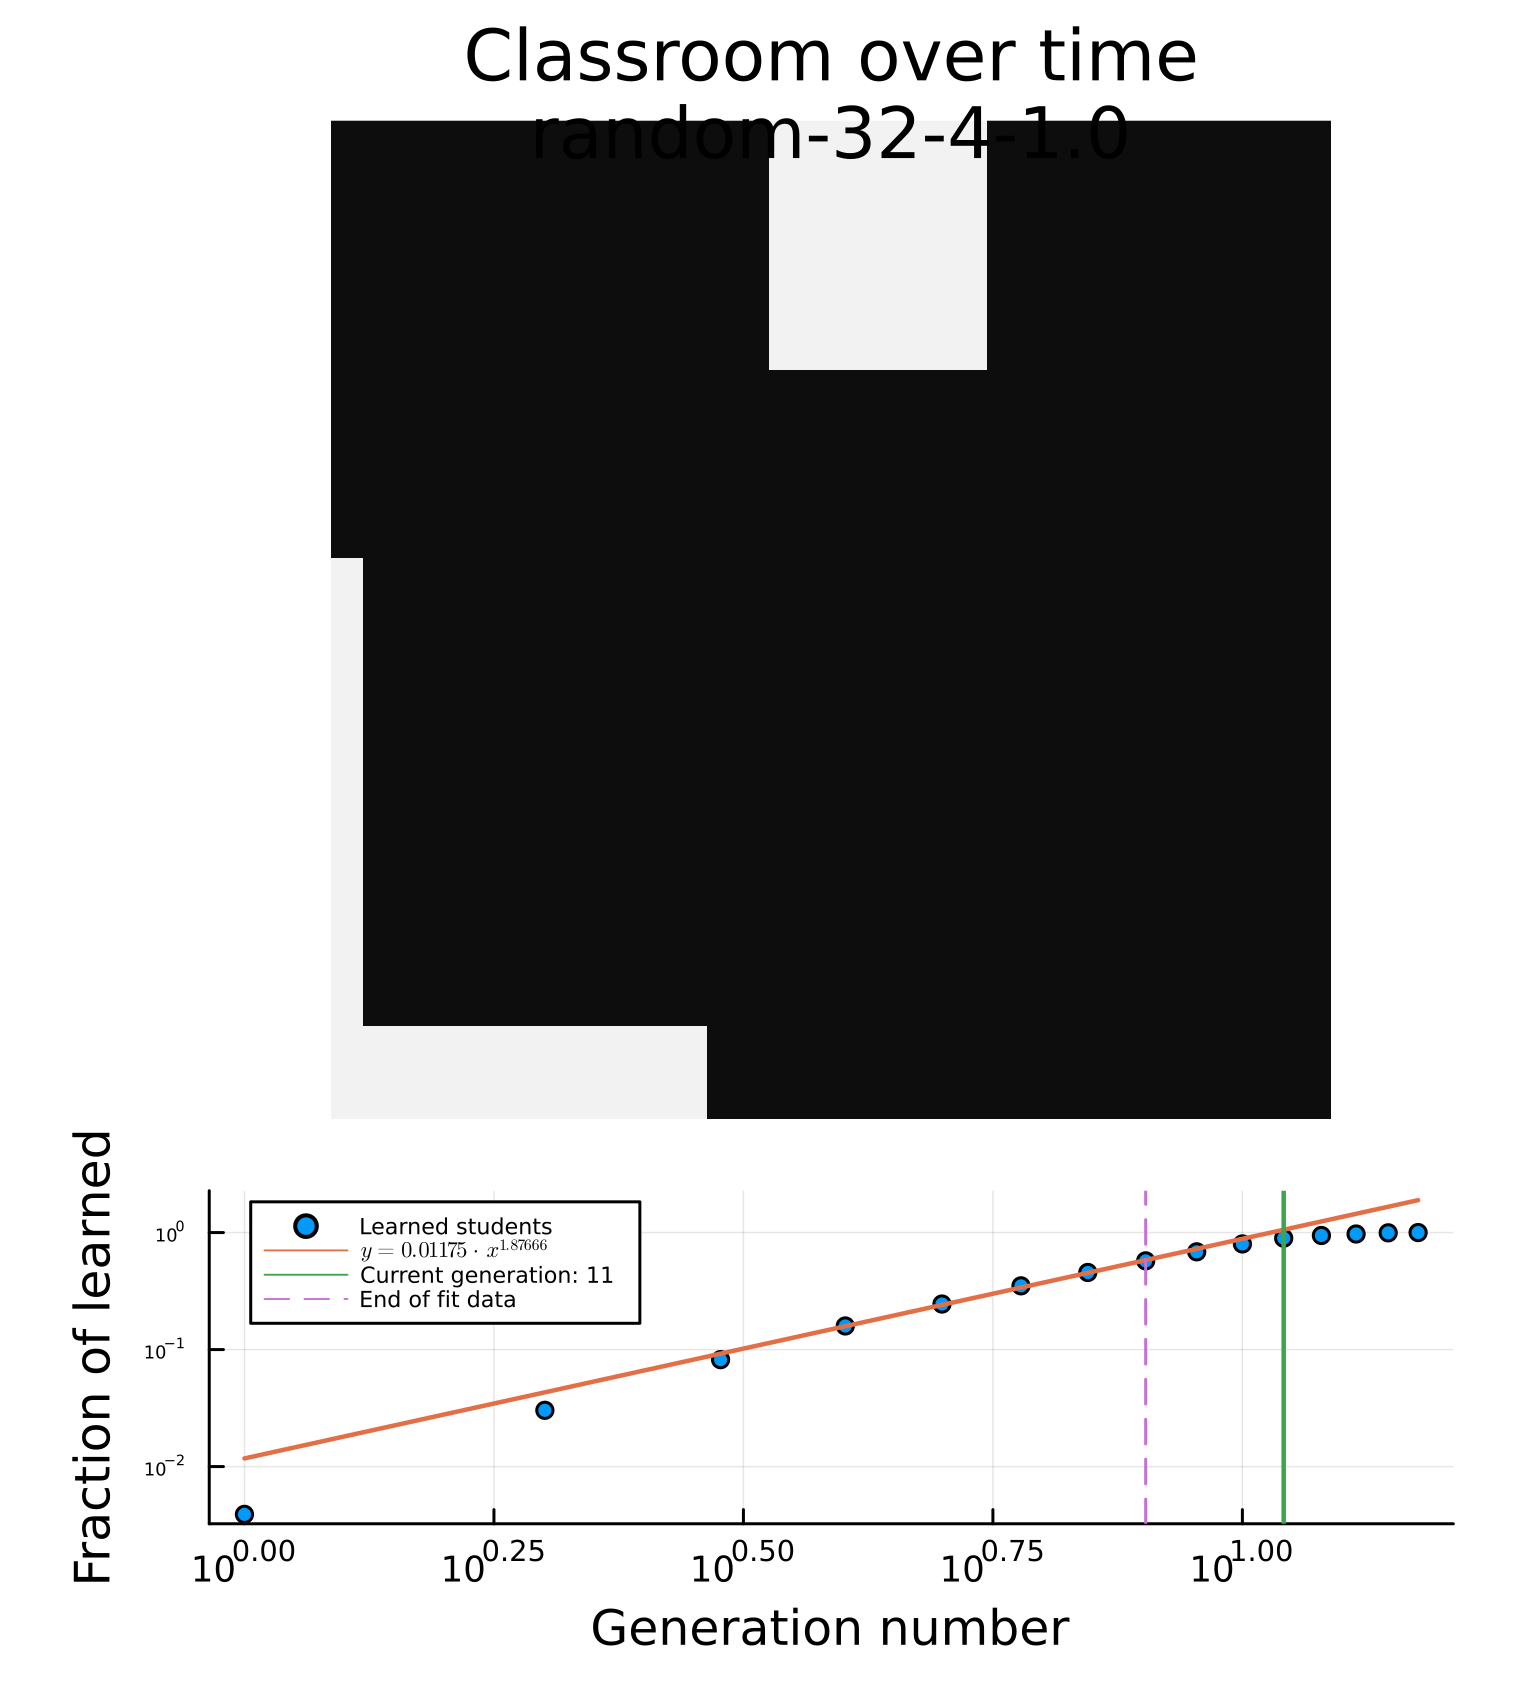 Classroom over time
random-32-4-1.0
Fraction of learned
10⁰
10⁻¹
10⁻²
Learned students
y = 0.01175 · x^1.87666
Current generation: 11
End of fit data
10^0.00 10^0.25 10^0.50 10^0.75 10^1.00
Generation number